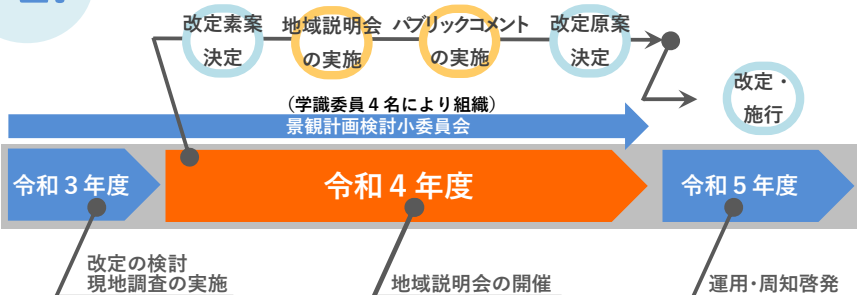 改定素案
決定
地域説明会
の実施
パブリックコメント
の実施
改定原案
決定
改定・
施行
（学識委員４名により組織）
景観計画検討小委員会
令和３年度
令和４年度
令和５年度
改定の検討
現地調査の実施
地域説明会の開催
運用・周知啓発